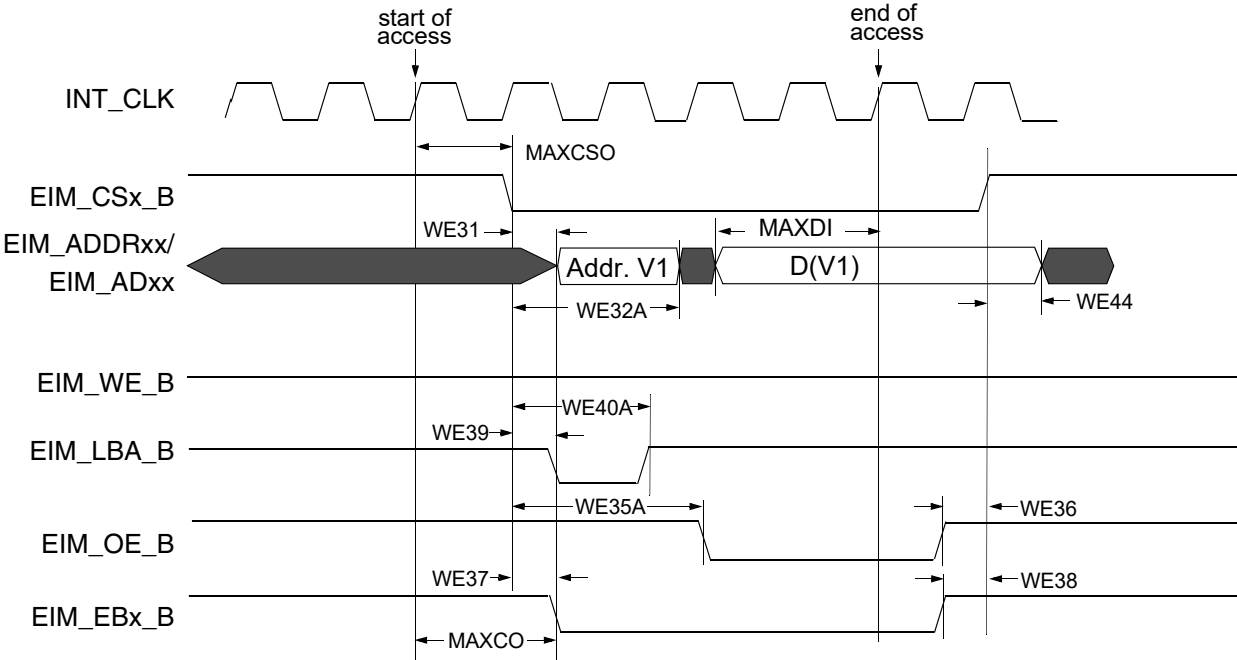 start of
access
end of
access
INT_CLK
MAXCSO
EIM_CSx_B
WE31
MAXDI
EIM_ADDRxx/
EIM_ADxx
Addr. V1
D(V1)
WE32A
WE44
EIM_WE_B
WE40A
WE39
EIM_LBA_B
WE35A
WE36
EIM_OE_B
WE37
WE38
EIM_EBx_B
MAXCO